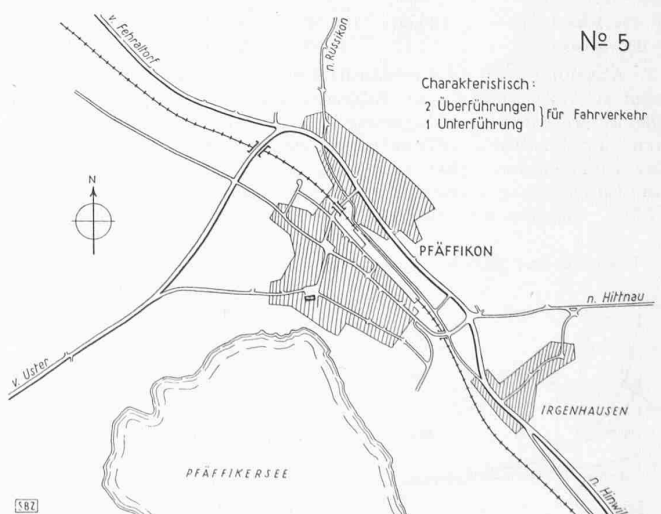 v. Fehraltorf
n. Russikon
№ 5
Charakteristisch:
2 Überführungen
1 Unterführung
} für Fahrverkehr
N
PFÄFFIKON
n. Hittnau
v. Uster
IRGENHAUSEN
PFÄFFIKERSEE
n. Hinwil
SBZ